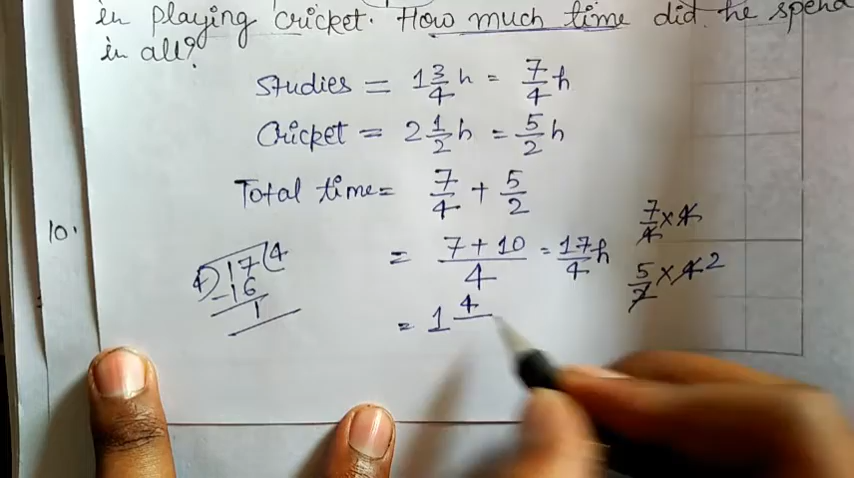 in playing cricket. How much time did he spend
in all?
Studies = 1 3/4 h = 7/4 h
Cricket = 2 1/2 h = 5/2 h
Total time = 7/4 + 5/2
10.
= (7 + 10)/4 = 17/4 h
= 1 4/
4)17(4
-16
1
7/4 × 4
5/2 × 4 2